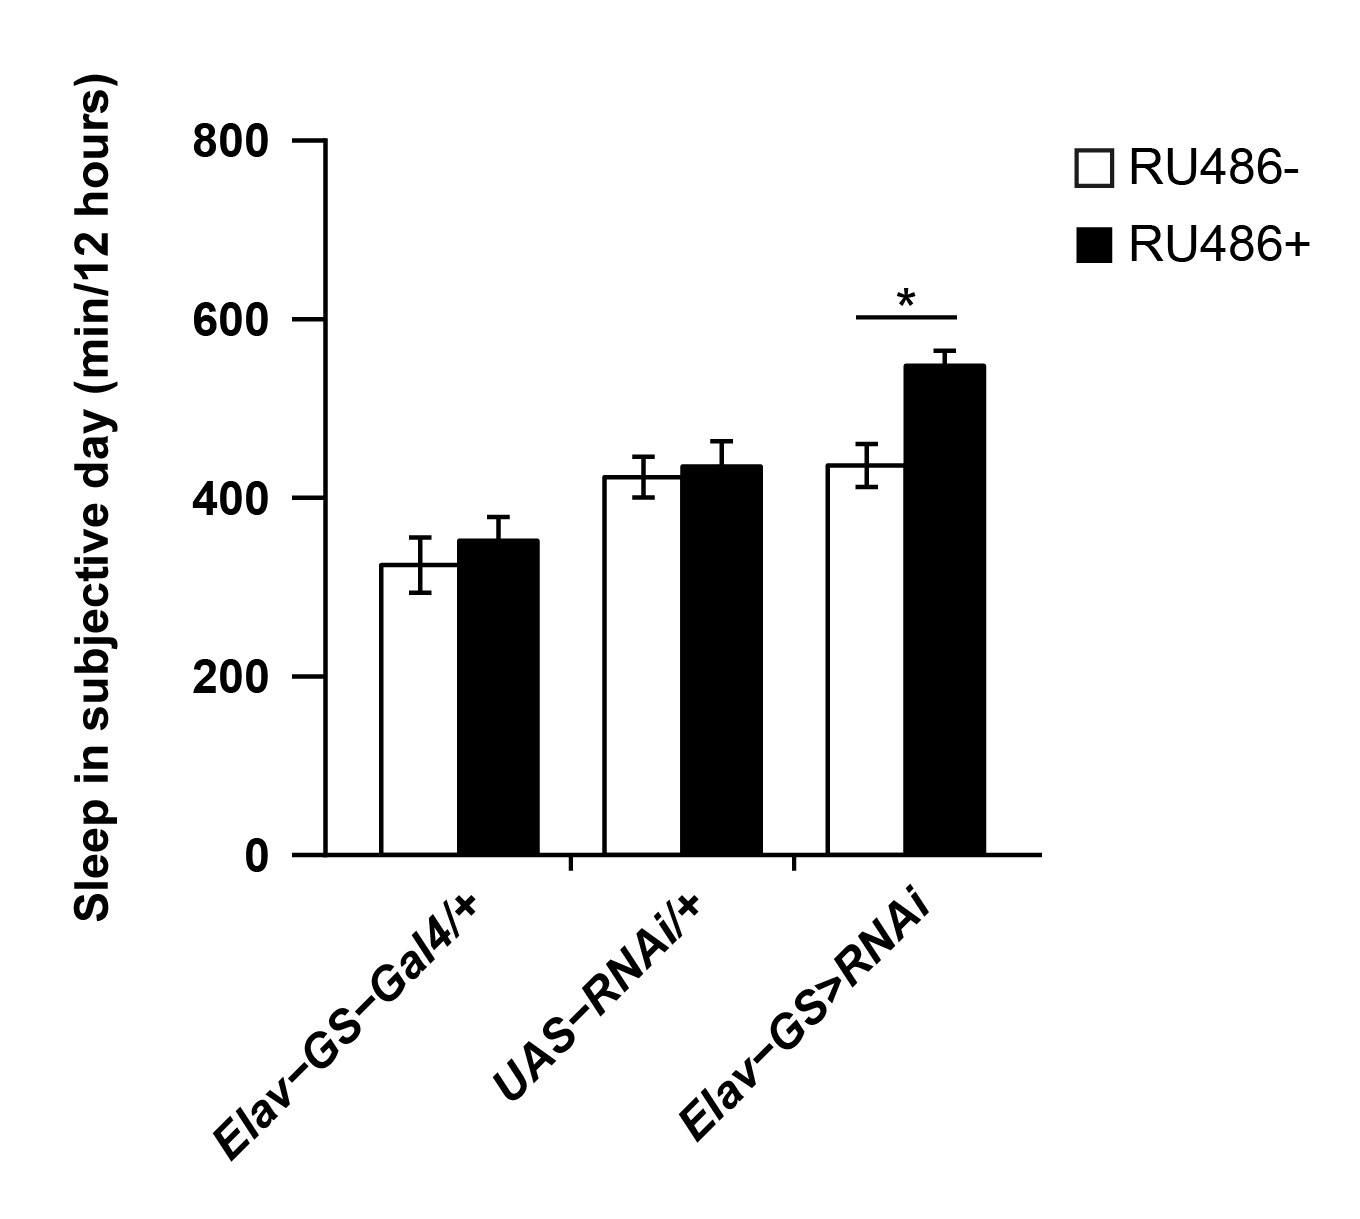 Sleep in subjective day (min/12 hours)
800
600
400
200
0
RU486-
RU486+
*
Elav-GS-Gal4/+
UAS-RNAi/+
Elav-GS>RNAi